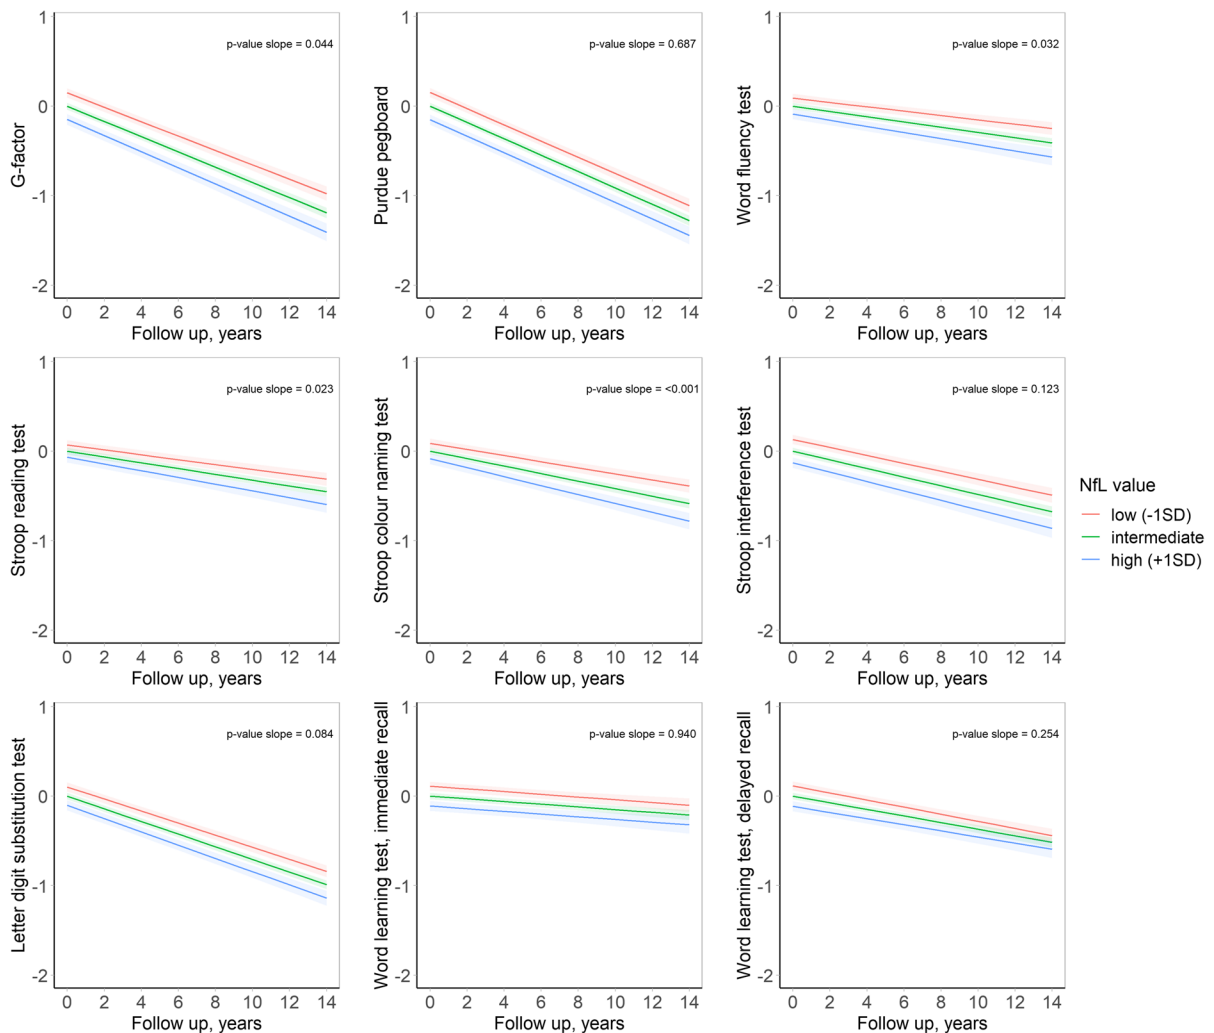 1
0
-1
-2
G-factor
p-value slope = 0.044
0 2 4 6 8 10 12 14
Follow up, years
1
0
-1
-2
Purdue pegboard
p-value slope = 0.687
0 2 4 6 8 10 12 14
Follow up, years
1
0
-1
-2
Word fluency test
p-value slope = 0.032
0 2 4 6 8 10 12 14
Follow up, years
1
0
-1
-2
Stroop reading test
p-value slope = 0.023
0 2 4 6 8 10 12 14
Follow up, years
1
0
-1
-2
Stroop colour naming test
p-value slope = <0.001
0 2 4 6 8 10 12 14
Follow up, years
1
0
-1
-2
Stroop interference test
p-value slope = 0.123
0 2 4 6 8 10 12 14
Follow up, years
NfL value
low (-1SD)
intermediate
high (+1SD)
1
0
-1
-2
Letter digit substitution test
p-value slope = 0.084
0 2 4 6 8 10 12 14
Follow up, years
1
0
-1
-2
Word learning test, immediate recall
p-value slope = 0.940
0 2 4 6 8 10 12 14
Follow up, years
1
0
-1
-2
Word learning test, delayed recall
p-value slope = 0.254
0 2 4 6 8 10 12 14
Follow up, years